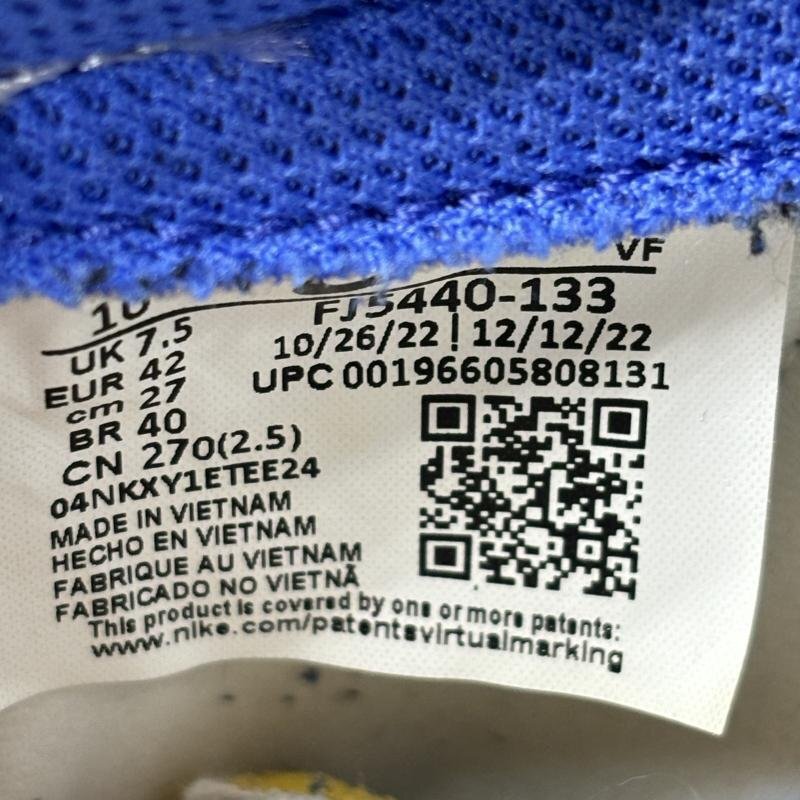 VF
10
FJ5440-133
UK 7.5
10/26/22 | 12/12/22
EUR 42
UPC 00196605808131
cm 27
BR 40
CN 270(2.5)
04NKXY1ETEE24
MADE IN VIETNAM
HECHO EN VIETNAM
FABRIQUE AU VIETNAM
FABRICADO NO VIETNÃ
This product is covered by one or more patents:
www.nike.com/patentsvirtualmarking